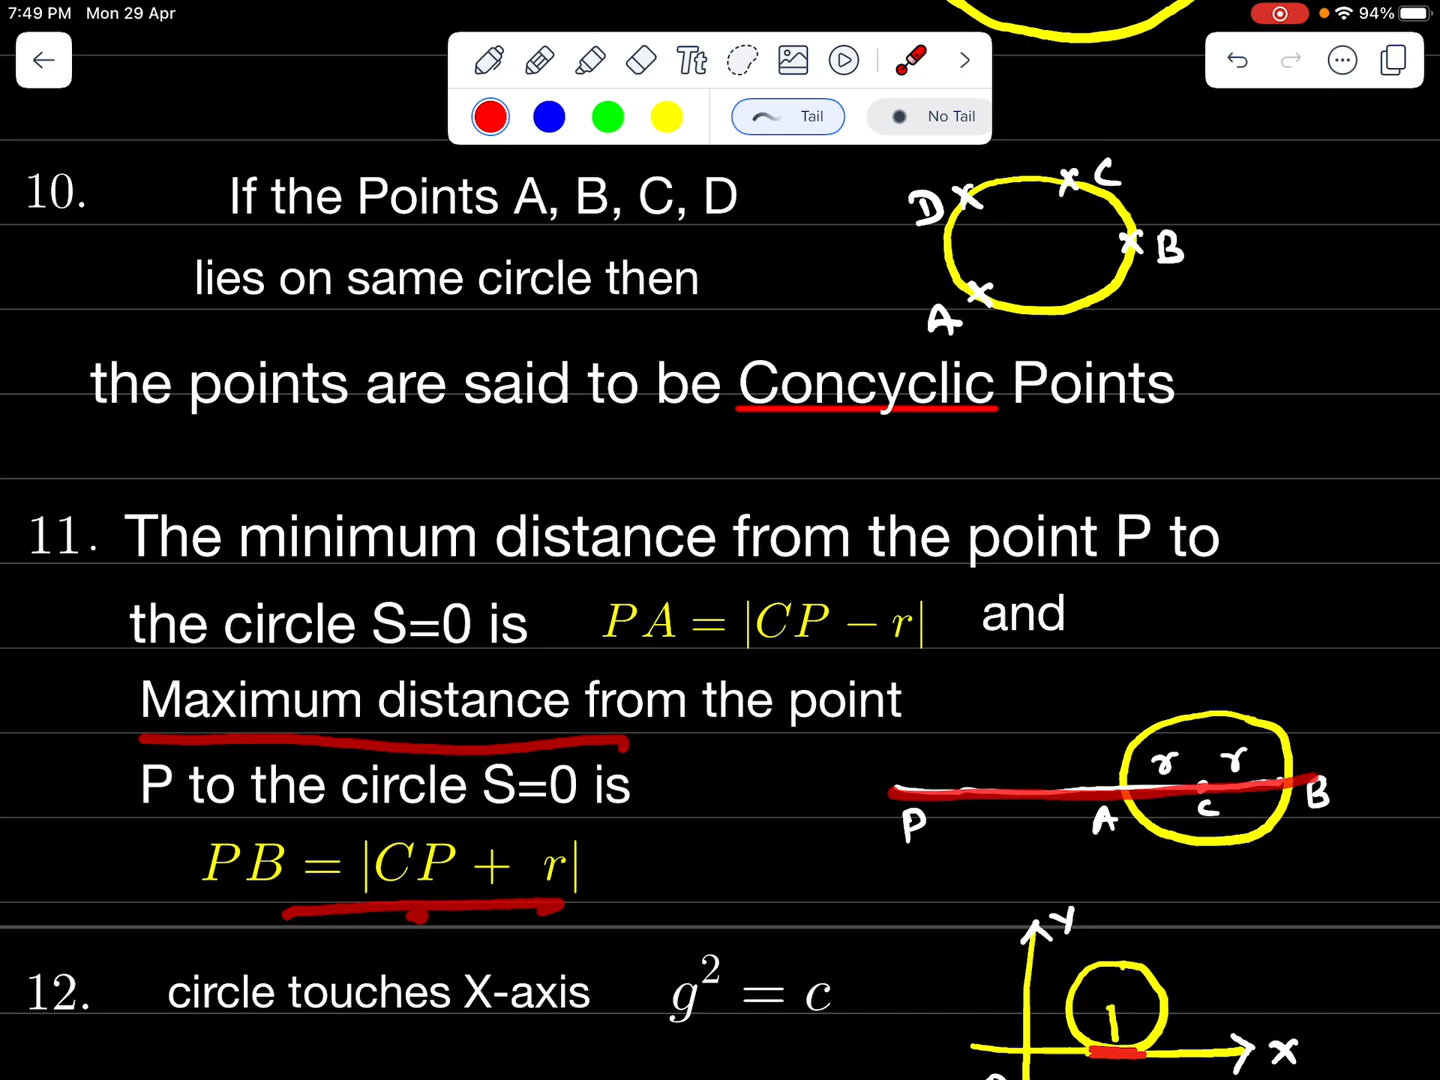 7:49 PM Mon 29 Apr 94%
Tt
Tail No Tail
10. If the Points A, B, C, D
lies on same circle then
the points are said to be Concyclic Points
D C
B
A
11. The minimum distance from the point P to
the circle S=0 is PA = |CP − r| and
Maximum distance from the point
P to the circle S=0 is
PB = |CP + r|
r r
P A C B
12. circle touches X-axis g² = c
Y
X